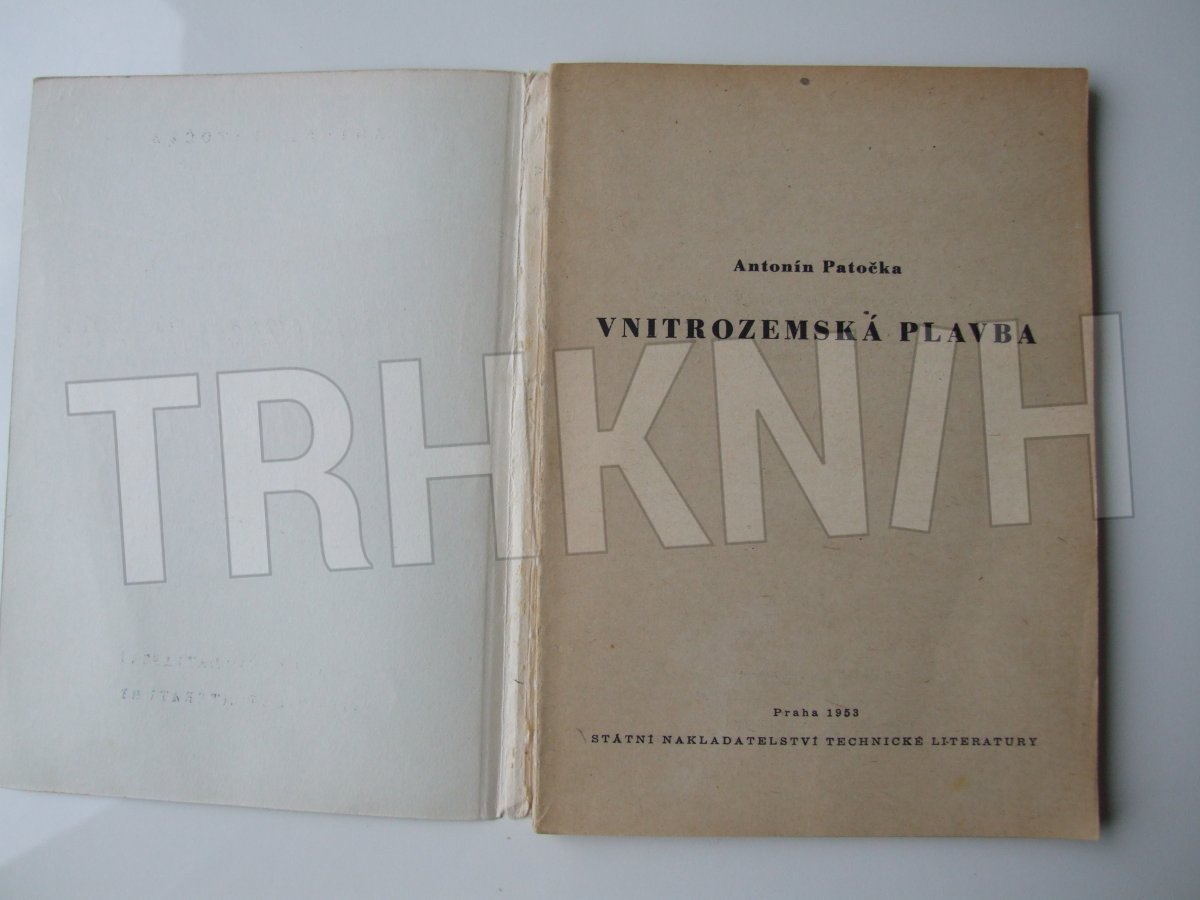 Antonín Patočka
VNITROZEMSKÁ PLAVBA
TRHKNIH
Praha 1953
STÁTNÍ NAKLADATELSTVÍ TECHNICKÉ LITERATURY